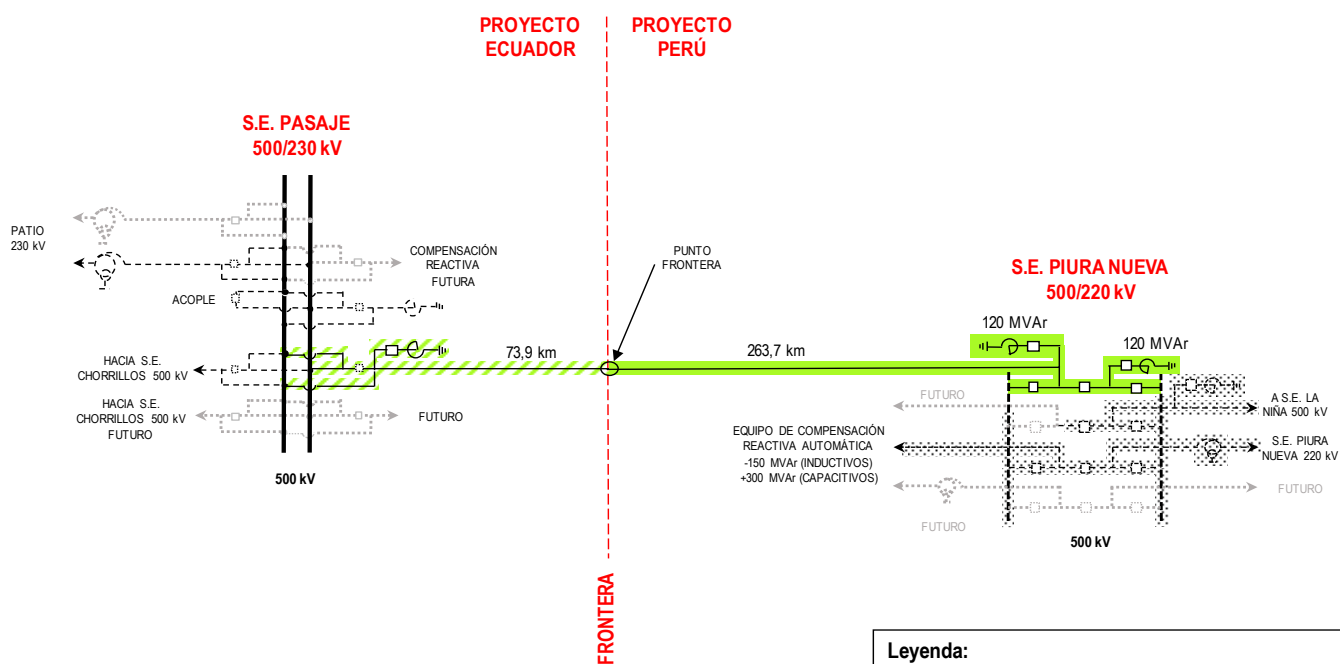 PROYECTO
ECUADOR
PROYECTO
PERÚ
S.E. PASAJE
500/230 kV
PATIO
230 kV
COMPENSACIÓN
REACTIVA
FUTURA
ACOPLE
PUNTO
FRONTERA
S.E. PIURA NUEVA
500/220 kV
120 MVAr
120 MVAr
73,9 km
263,7 km
HACIA S.E.
CHORRILLOS 500 kV
HACIA S.E.
CHORRILLOS 500 kV
FUTURO
FUTURO
500 kV
FUTURO
A S.E. LA
NIÑA 500 kV
EQUIPO DE COMPENSACIÓN
REACTIVA AUTOMÁTICA
-150 MVAr (INDUCTIVOS)
+300 MVAr (CAPACITIVOS)
S.E. PIURA
NUEVA 220 kV
FUTURO
FUTURO
500 kV
FRONTERA
Leyenda: